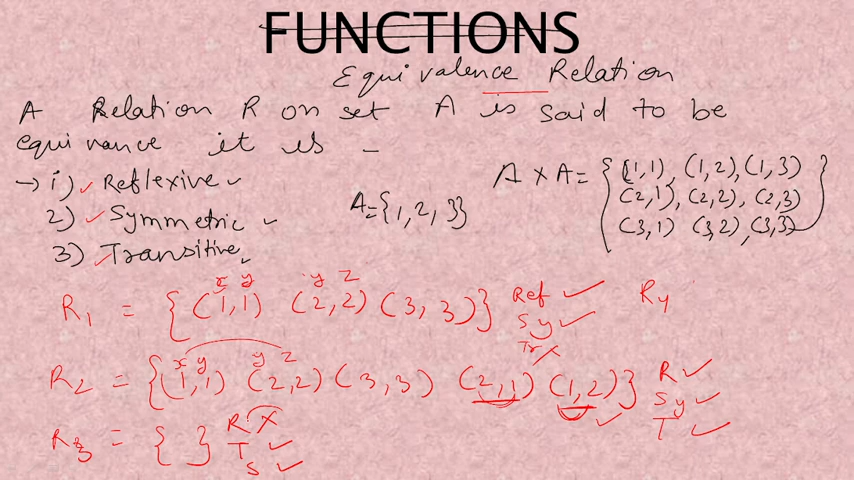 FUNCTIONS
Equivalence Relation
A Relation R on set A is said to be
equivance it is -
→ 1) ✓ Reflexive ✓
2) ✓ Symmetric ✓
3) ✓ Transitive ✓
A={1, 2, 3}
A × A = {(1,1), (1,2), (1,3)
(2,1), (2,2), (2,3)
(3,1) (3,2), (3,3)}
x y y z
R1 = {(1,1) (2,2) (3,3)} Ref ✓ R4
Sy ✓
Tr X
x y y z
R2 = {(1,1) (2,2) (3,3) (2,1) (1,2)} R ✓
Sy ✓
T ✓
R3 = { } R X
T ✓
S ✓